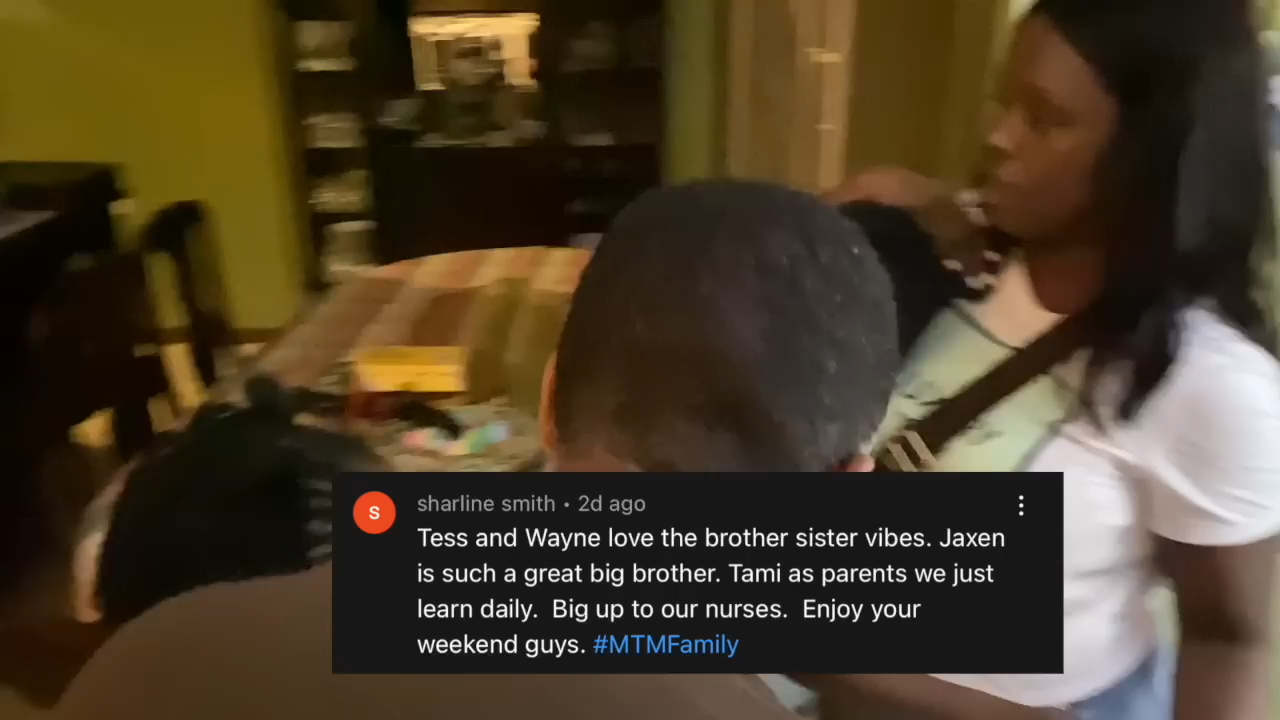 S
sharline smith • 2d ago
Tess and Wayne love the brother sister vibes. Jaxen
is such a great big brother. Tami as parents we just
learn daily.  Big up to our nurses.  Enjoy your
weekend guys. #MTMFamily